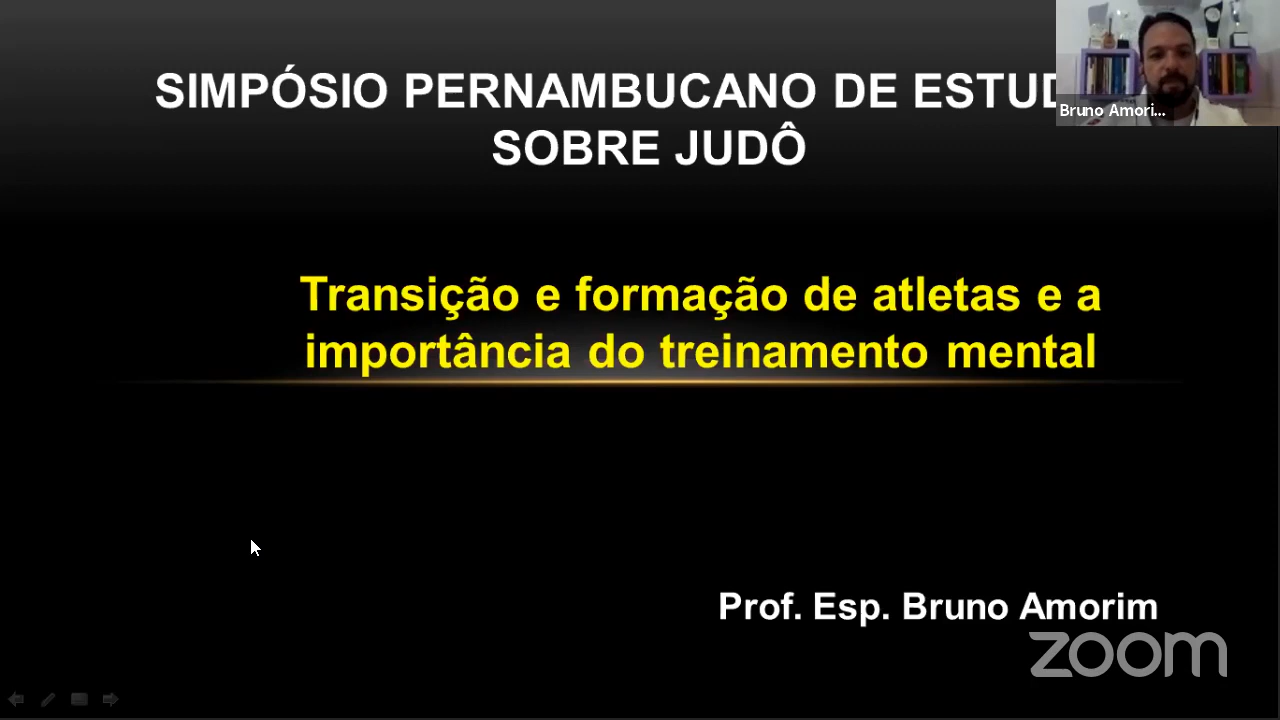 SIMPÓSIO PERNAMBUCANO DE ESTUD
SOBRE JUDÔ
Bruno Amori...
Transição e formação de atletas e a
importância do treinamento mental
Prof. Esp. Bruno Amorim
zoom